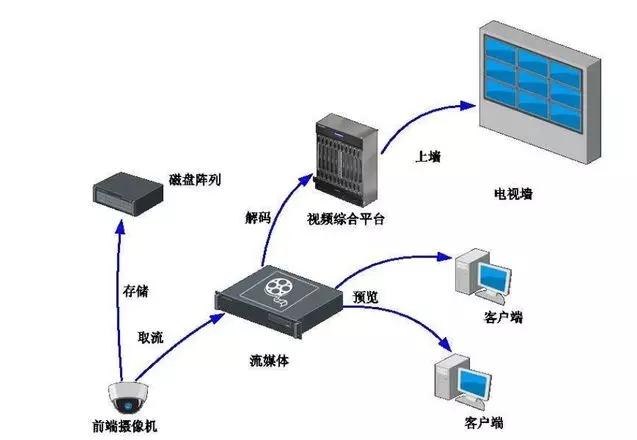 上墙
电视墙
磁盘阵列
解码
视频综合平台
存储
预览
客户端
取流
流媒体
前端摄像机
客户端